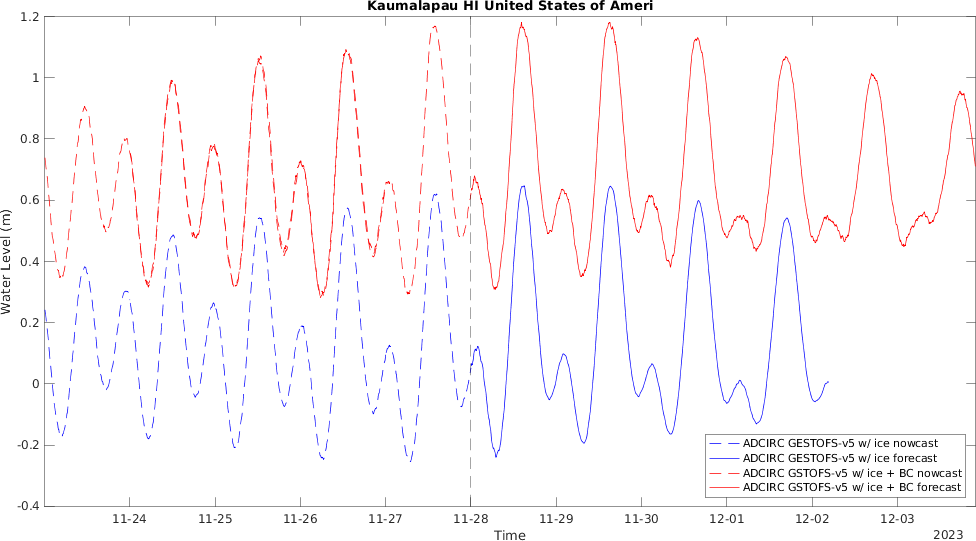 Kaumalapau HI United States of Ameri
1.2
1
0.8
0.6
0.4
0.2
0
-0.2
-0.4
Water Level (m)
ADCIRC GESTOFS-v5 w/ ice nowcast
ADCIRC GESTOFS-v5 w/ ice forecast
ADCIRC GSTOFS-v5 w/ ice + BC nowcast
ADCIRC GSTOFS-v5 w/ ice + BC forecast
11-24 11-25 11-26 11-27 11-28 11-29 11-30 12-01 12-02 12-03
Time
2023